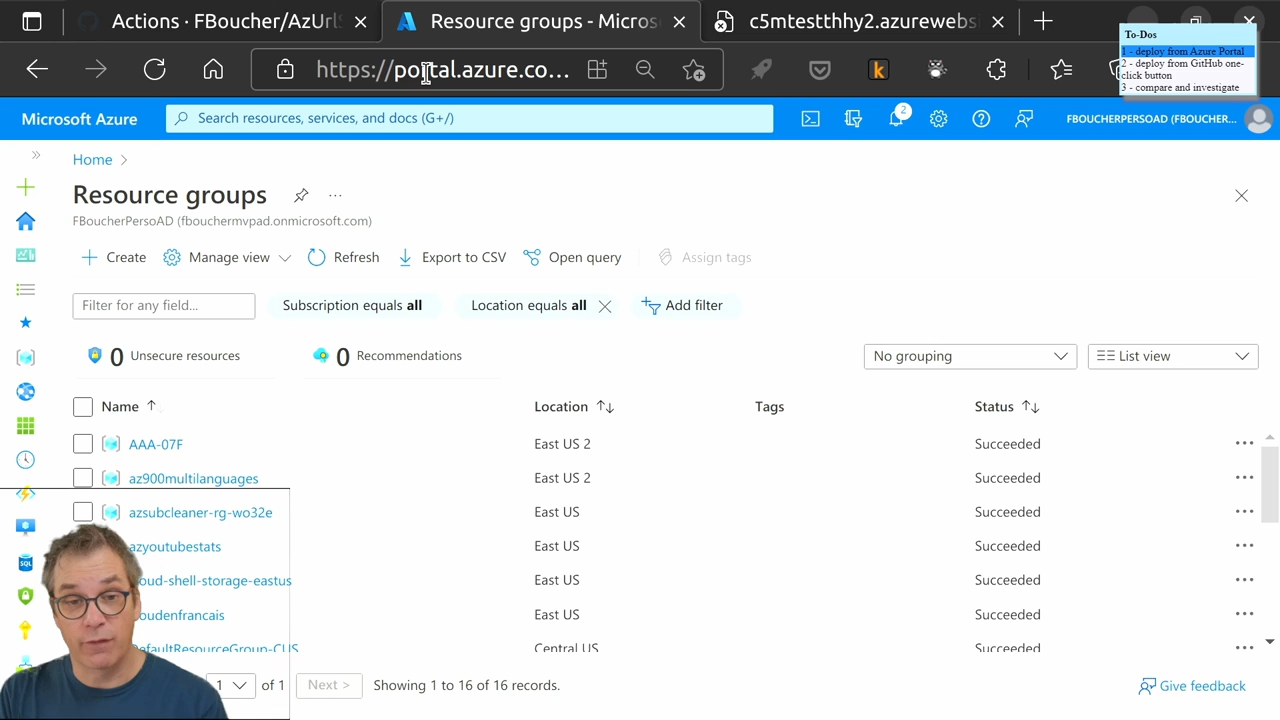 Actions · FBoucher/AzUrlS
Resource groups - Micros
c5mtestthhy2.azurewebs
https://portal.azure.co...
To-Dos
1 - deploy from Azure Portal
2 - deploy from GitHub one-
click button
3 - compare and investigate
Microsoft Azure
Search resources, services, and docs (G+/)
2
FBOUCHERPERSOAD (FBOUCHER...
Home
Resource groups
FBoucherPersoAD (fbouchermvpad.onmicrosoft.com)
Create
Manage view
Refresh
Export to CSV
Open query
Assign tags
Filter for any field...
Subscription equals all
Location equals all
Add filter
0 Unsecure resources
0 Recommendations
No grouping
List view
Name
Location
Tags
Status
AAA-07F
East US 2
Succeeded
az900multilanguages
East US 2
Succeeded
azsubcleaner-rg-wo32e
East US
Succeeded
azyoutubestats
East US
Succeeded
oud-shell-storage-eastus
East US
Succeeded
oudenfrancais
East US
Succeeded
DefaultResourceGroup-CUS
Central US
Succeeded
1
of 1
Next >
Showing 1 to 16 of 16 records.
Give feedback
SQL
k